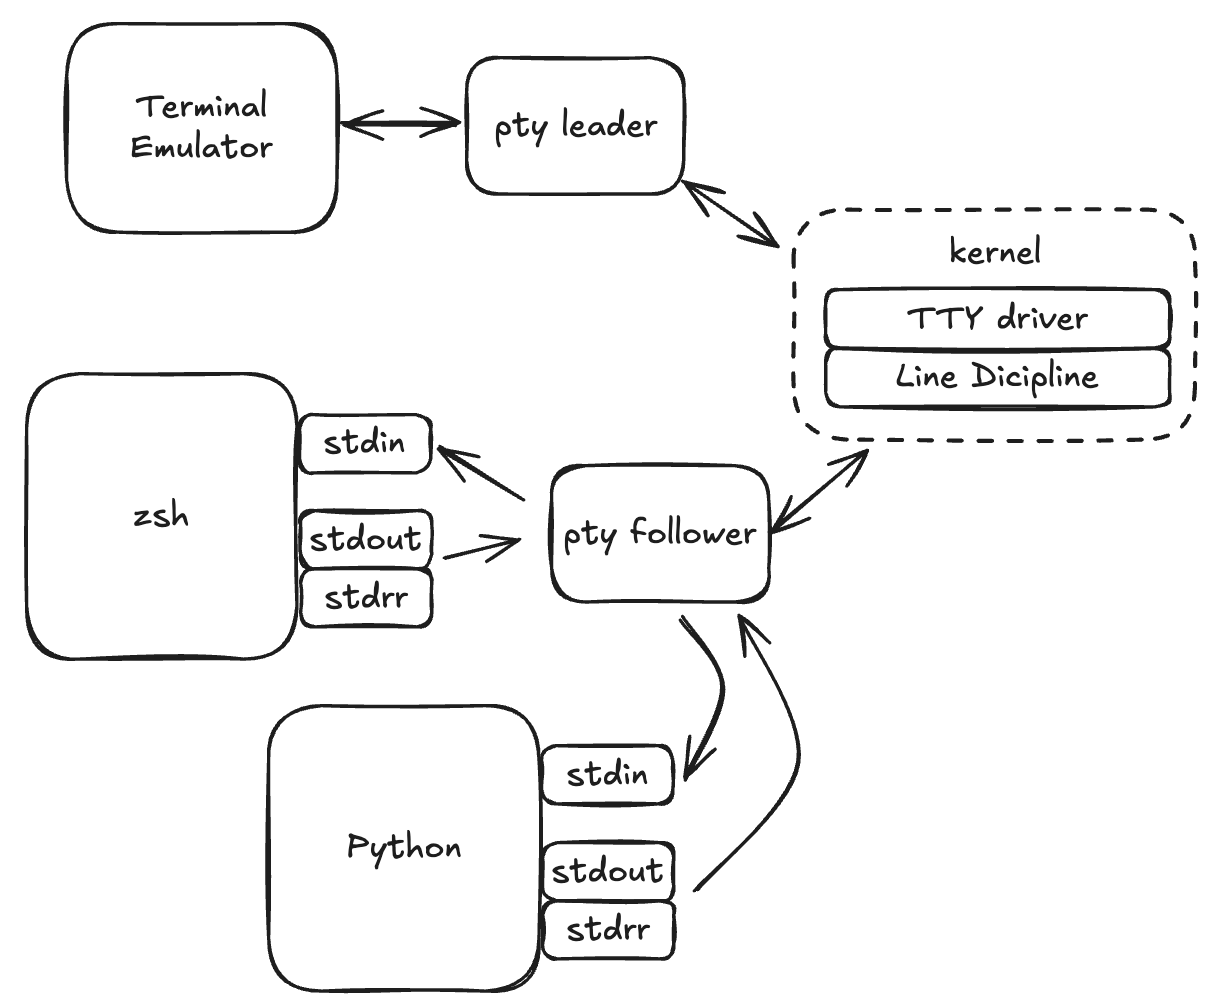 Terminal
Emulator
pty leader
kernel
TTY driver
Line Dicipline
zsh
stdin
stdout
stdrr
pty follower
Python
stdin
stdout
stdrr